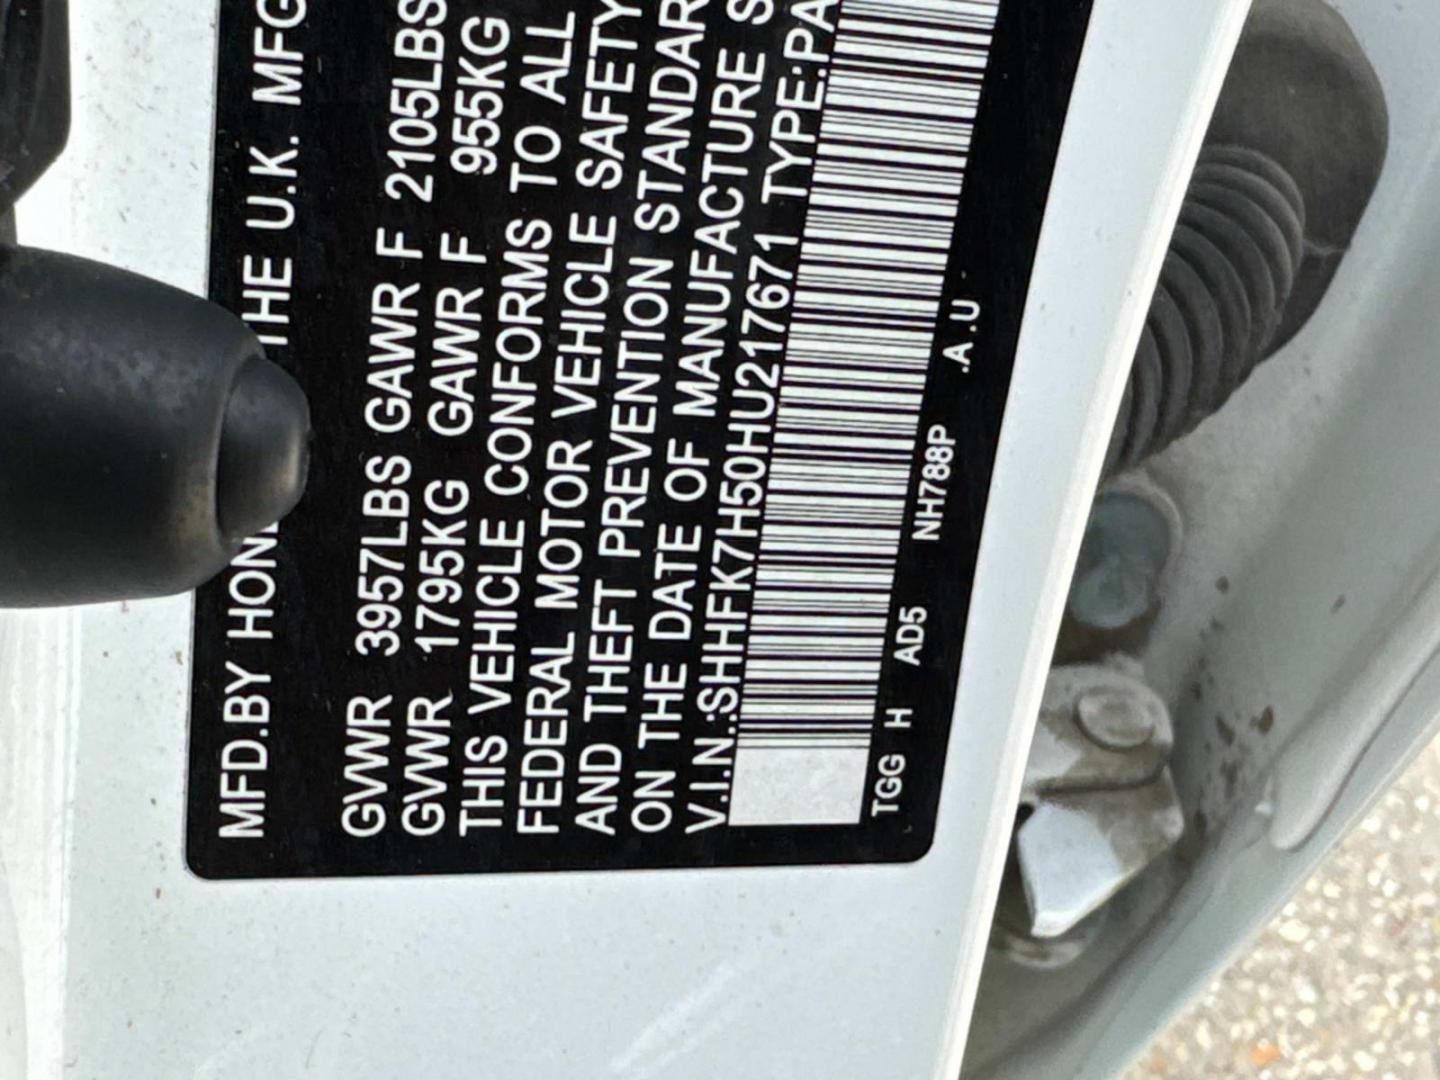 MFD.BY HON THE U.K. MFG
GVWR 3957LBS GAWR F 2105LBS
GVWR 1795KG GAWR F 955KG
THIS VEHICLE CONFORMS TO ALL
FEDERAL MOTOR VEHICLE SAFETY
AND THEFT PREVENTION STANDAR
ON THE DATE OF MANUFACTURE S
V.I.N.:SHHFK7H50HU217671 TYPE:PA
TGG H AD5 NH788P .A.U